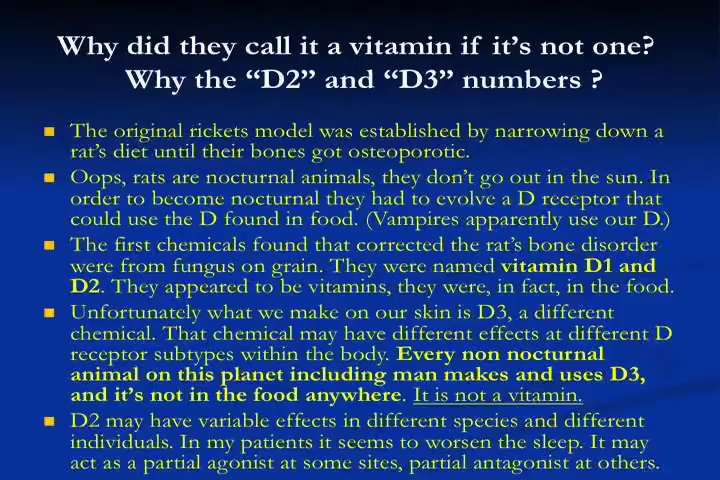 Why did they call it a vitamin if it’s not one?
Why the “D2” and “D3” numbers ?
The original rickets model was established by narrowing down a
rat’s diet until their bones got osteoporotic.
Oops, rats are nocturnal animals, they don’t go out in the sun. In
order to become nocturnal they had to evolve a D receptor that
could use the D found in food. (Vampires apparently use our D.)
The first chemicals found that corrected the rat’s bone disorder
were from fungus on grain. They were named vitamin D1 and
D2. They appeared to be vitamins, they were, in fact, in the food.
Unfortunately what we make on our skin is D3, a different
chemical. That chemical may have different effects at different D
receptor subtypes within the body. Every non nocturnal
animal on this planet including man makes and uses D3,
and it’s not in the food anywhere. It is not a vitamin.
D2 may have variable effects in different species and different
individuals. In my patients it seems to worsen the sleep. It may
act as a partial agonist at some sites, partial antagonist at others.